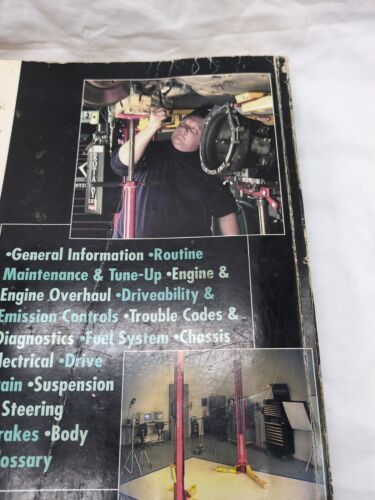 •General Information •Routine
Maintenance & Tune-Up •Engine &
Engine Overhaul •Driveability &
Emission Controls •Trouble Codes &
Diagnostics •Fuel System •Chassis
lectrical •Drive
rain •Suspension
Steering
rakes •Body
lossary